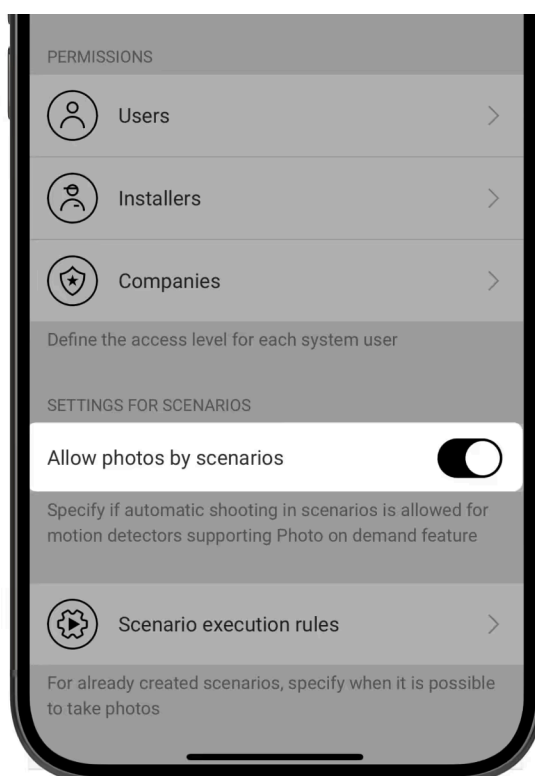 PERMISSIONS
Users
Installers
Companies
Define the access level for each system user
SETTINGS FOR SCENARIOS
Allow photos by scenarios
Specify if automatic shooting in scenarios is allowed for
motion detectors supporting Photo on demand feature
Scenario execution rules
For already created scenarios, specify when it is possible
to take photos